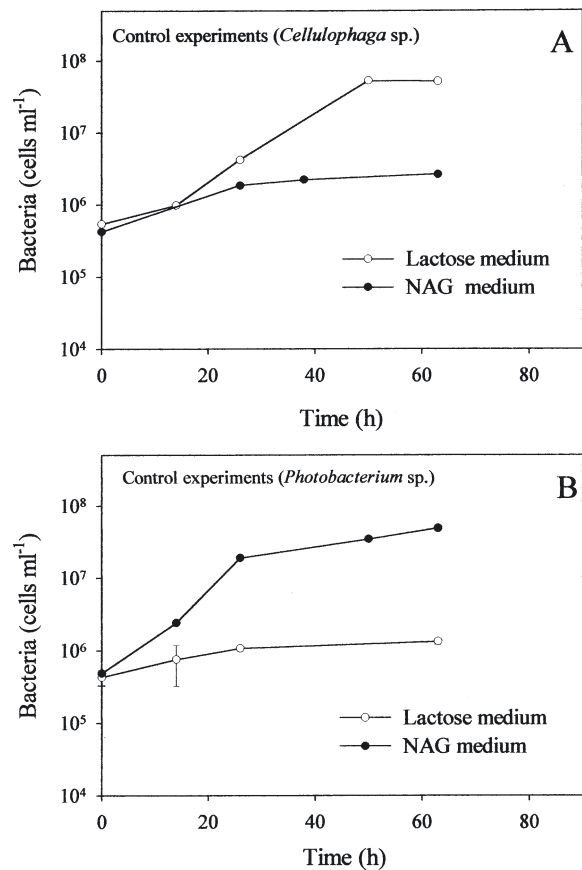 Control experiments (Cellulophaga sp.)
A
10⁸
10⁷
10⁶
10⁵
10⁴
Bacteria (cells ml⁻¹)
Lactose medium
NAG medium
0 20 40 60 80
Time (h)
Control experiments (Photobacterium sp.)
B
10⁸
10⁷
10⁶
10⁵
10⁴
Bacteria (cells ml⁻¹)
Lactose medium
NAG medium
0 20 40 60 80
Time (h)